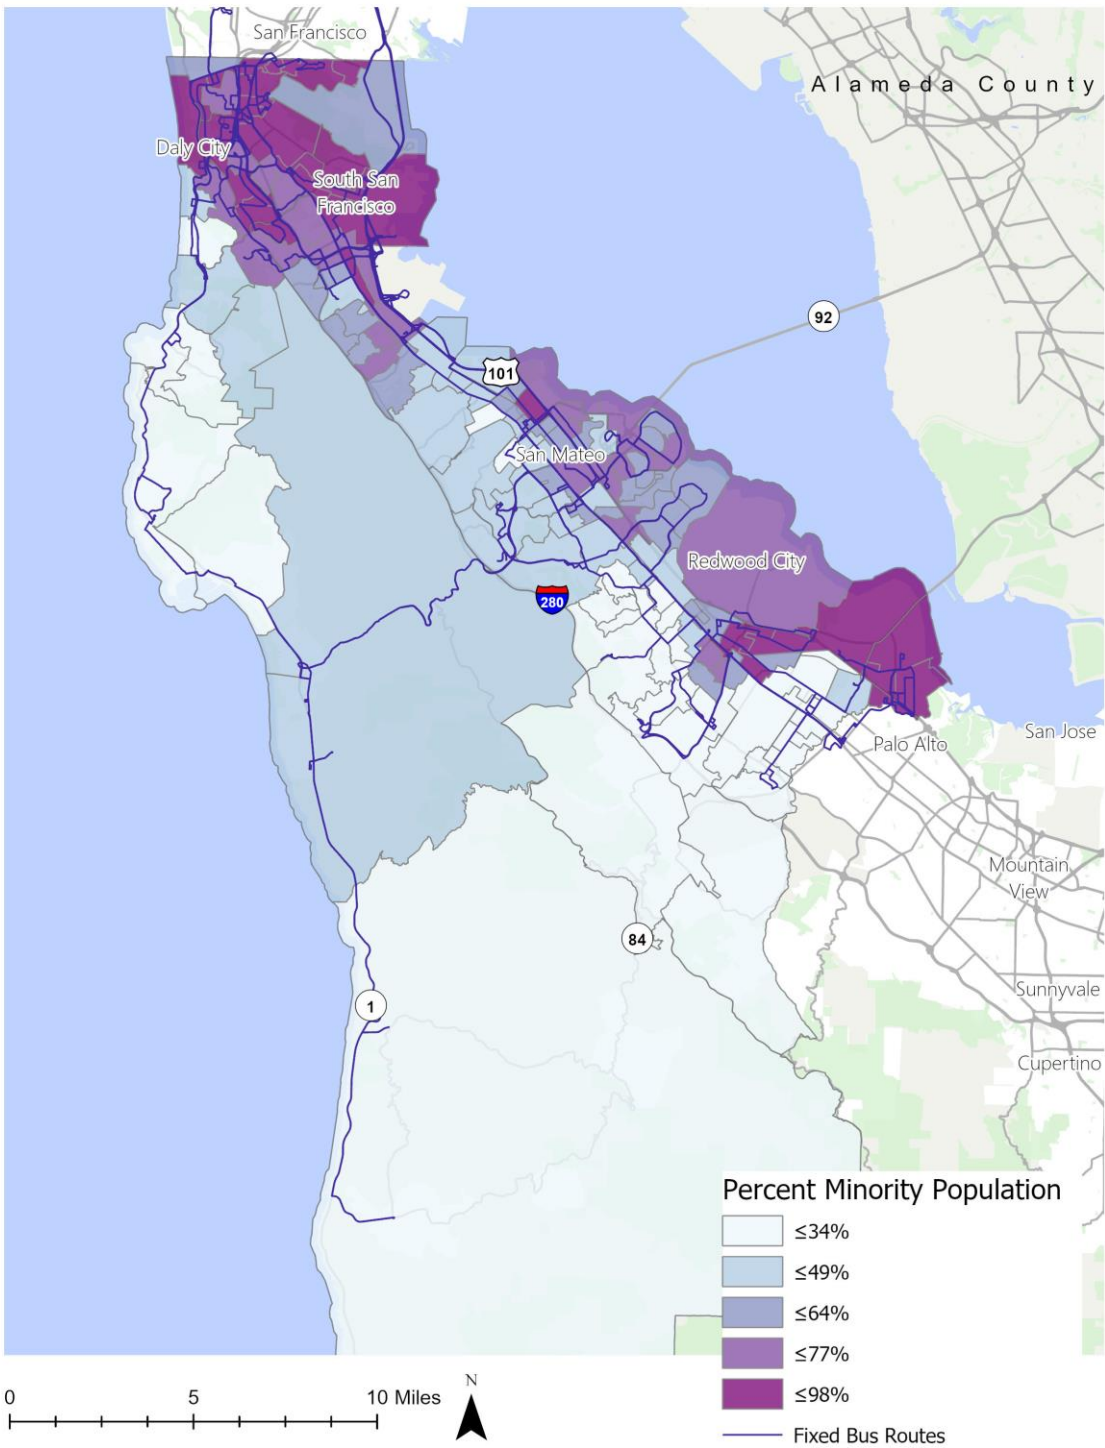 San Francisco
Alameda County
Daly City
South San
Francisco
92
101
San Mateo
Redwood City
280
San Jose
Palo Alto
Mountain
View
84
Sunnyvale
1
Cupertino
Percent Minority Population
≤34%
≤49%
≤64%
≤77%
≤98%
Fixed Bus Routes
0 5 10 Miles
N